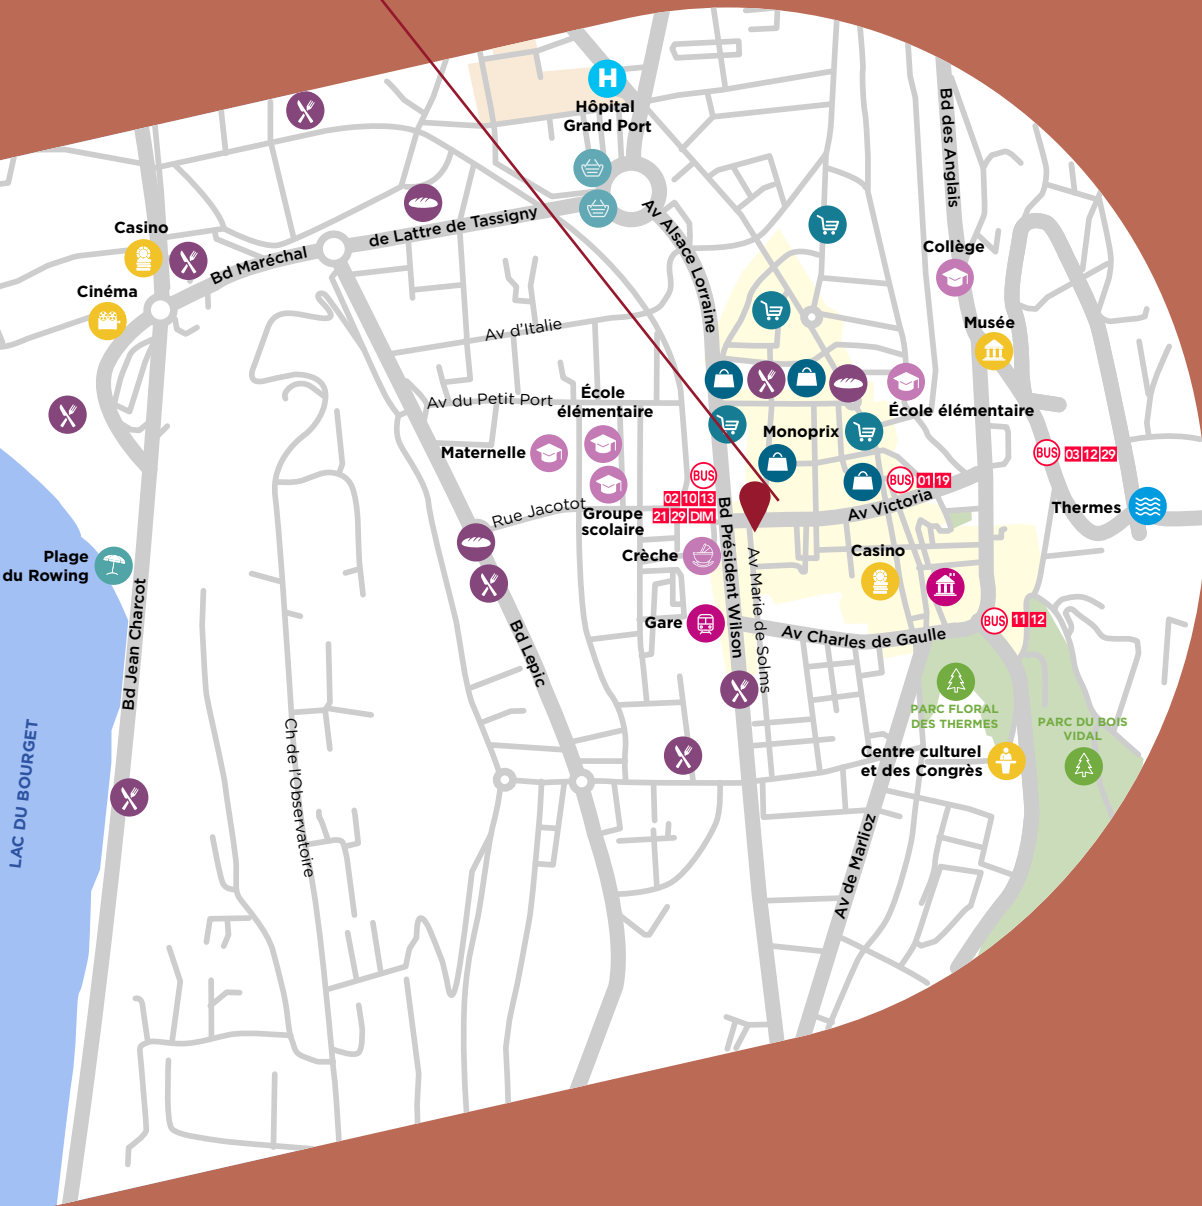 H
Hôpital
Grand Port
Bd des Anglais
Casino
Cinéma
Bd Maréchal
de Lattre de Tassigny
Av Alsace Lorraine
Collège
Musée
Av d'Italie
Av du Petit Port
École
élémentaire
École élémentaire
Monoprix
Maternelle
BUS
03 12 29
BUS
01 19
BUS
02 10 13
21 29 DIM
Rue Jacotot
Groupe
scolaire
Av Victoria
Thermes
Crèche
Bd Président Wilson
Av Marie de Solms
Casino
Plage
du Rowing
Bd Jean Charcot
Gare
Av Charles de Gaulle
BUS
11 12
Bd Lepic
PARC FLORAL
DES THERMES
PARC DU BOIS
VIDAL
Centre culturel
et des Congrès
Ch de l'Observatoire
LAC DU BOURGET
Av de Marlioz